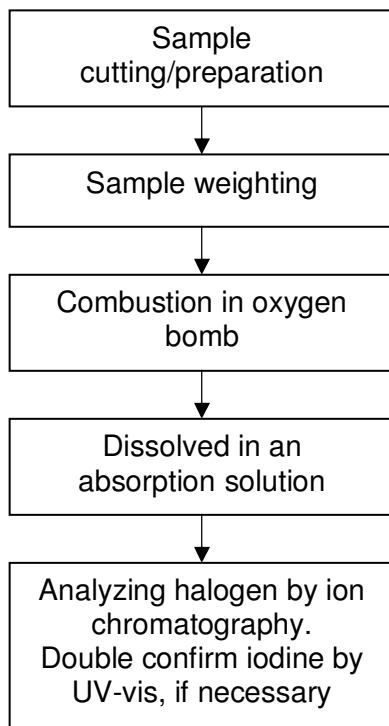 Sample
cutting/preparation
Sample weighting
Combustion in oxygen
bomb
Dissolved in an
absorption solution
Analyzing halogen by ion
chromatography.
Double confirm iodine by
UV-vis, if necessary